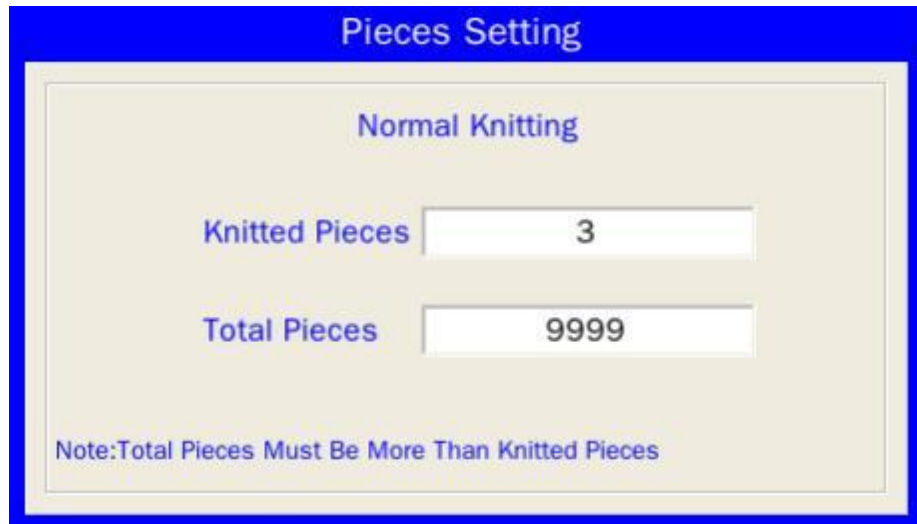 Pieces Setting
Normal Knitting
Knitted Pieces 3
Total Pieces 9999
Note:Total Pieces Must Be More Than Knitted Pieces